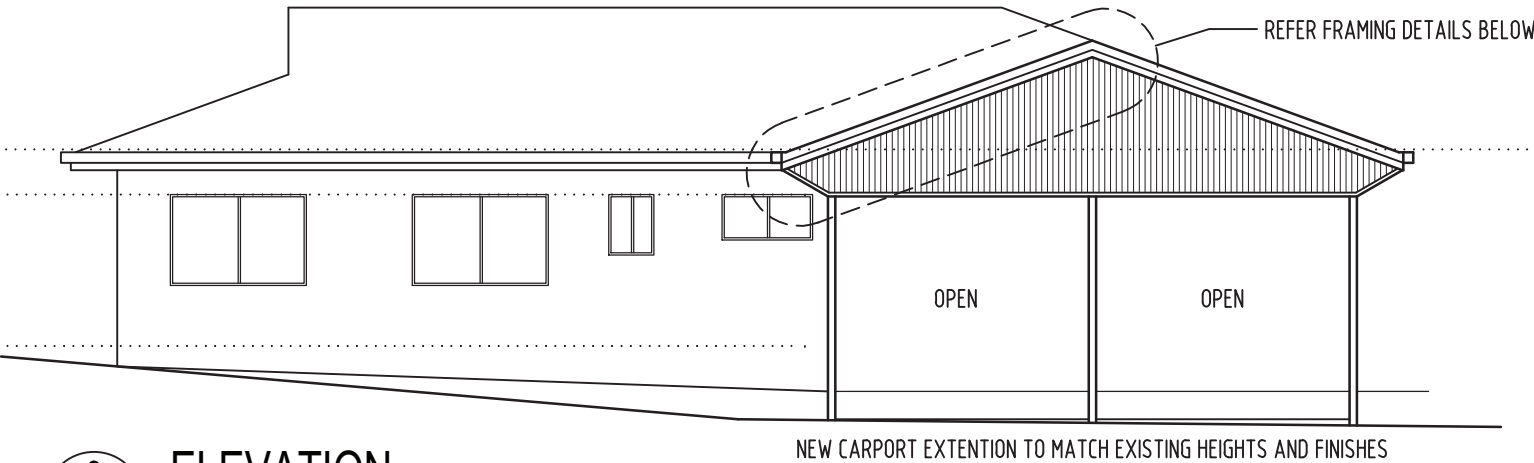 REFER FRAMING DETAILS BELOW
OPEN
OPEN
NEW CARPORT EXTENTION TO MATCH EXISTING HEIGHTS AND FINISHES
ELEVATION